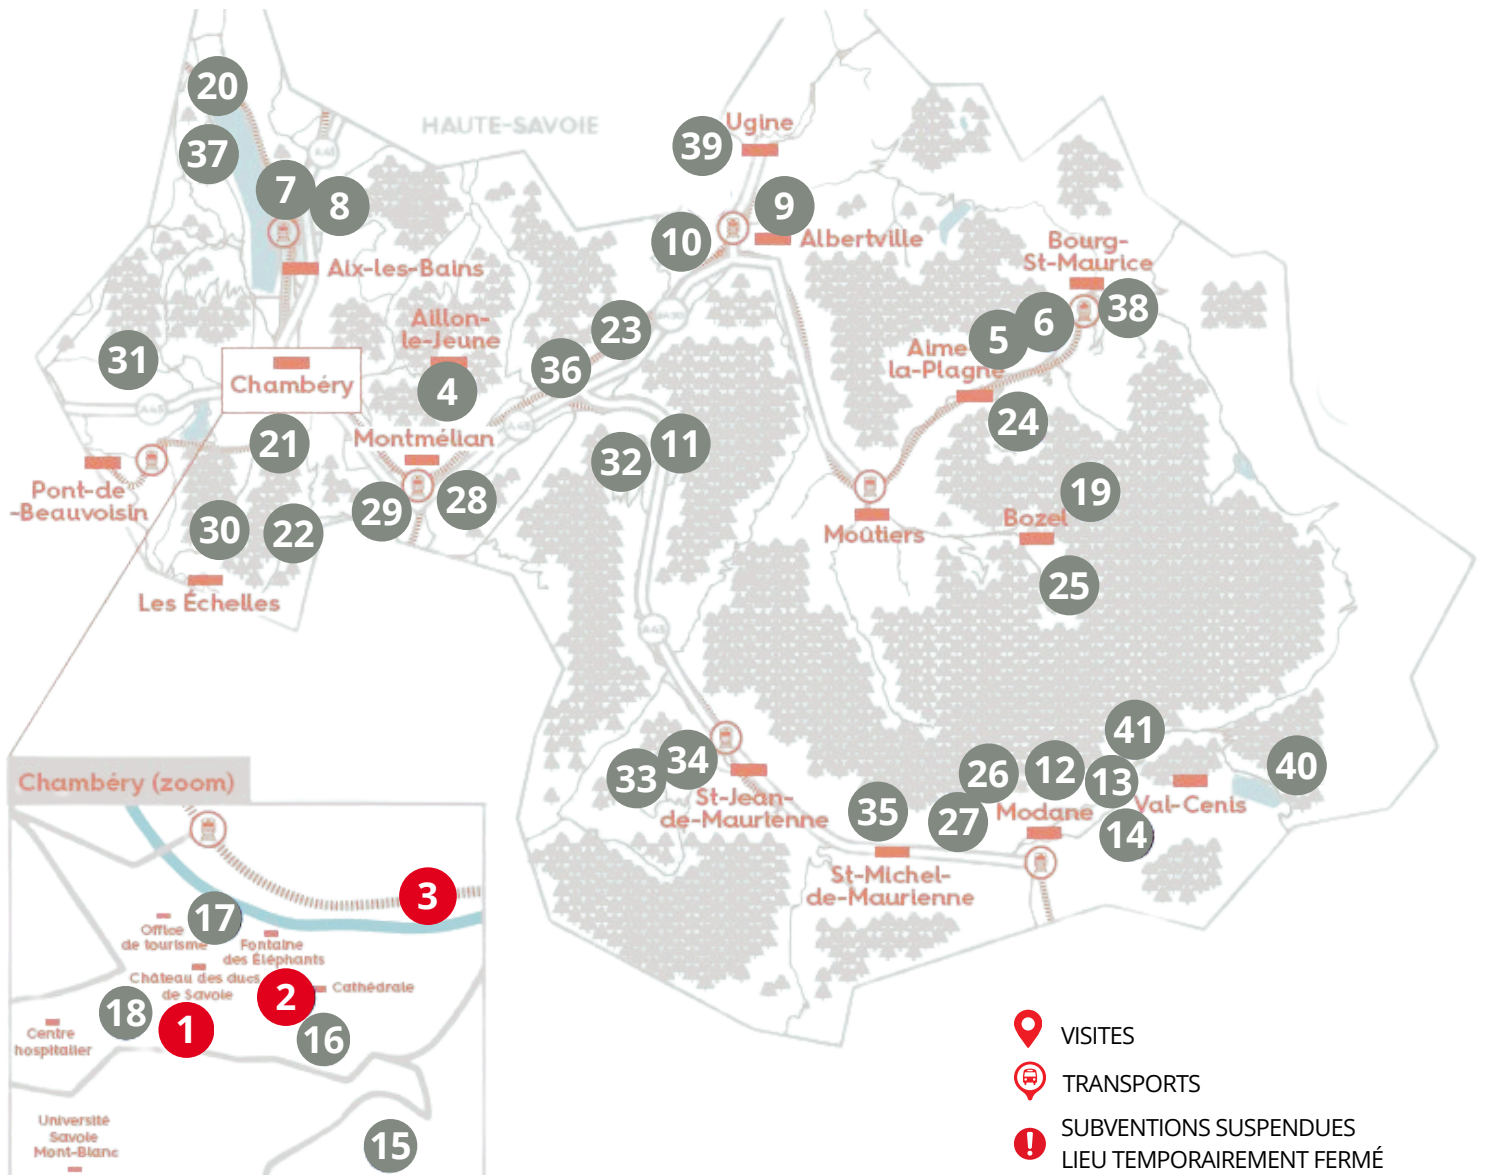 20
HAUTE-SAVOIE
A41
Ugine
39
37
7
8
9
10
Albertville
Bourg-
St-Maurice
Aix-les-Bains
Aillon-
le-Jeune
23
5
6
38
Aime-
la-Plagne
31
36
Chambéry
4
24
A43
21
Montmélian
32
11
Pont-de
-Beauvoisin
29
28
19
30
22
Moûtiers
Bozel
25
Les Échelles
A43
41
33
34
26
12
13
40
St-Jean-
de-Maurienne
35
27
Modane
Val-Cenis
14
St-Michel-
de-Maurienne
Chambéry (zoom)
3
17
Office
de tourisme
Fontaine
des Éléphants
Château des ducs
de Savoie
2
Cathédrale
18
1
16
Centre
hospitalier
Université
Savoie
Mont-Blanc
15
VISITES
TRANSPORTS
SUBVENTIONS SUSPENDUES
LIEU TEMPORAIREMENT FERMÉ